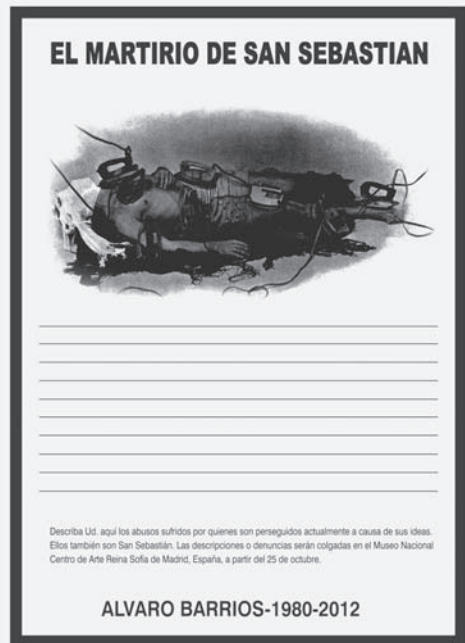 EL MARTIRIO DE SAN SEBASTIAN
Describa Ud. aquí los abusos sufridos por quienes son perseguidos actualmente a causa de sus ideas.
Ellos también son San Sebastián. Las descripciones o denuncias serán colgadas en el Museo Nacional
Centro de Arte Reina Sofía de Madrid, España, a partir del 25 de octubre.
ALVARO BARRIOS-1980-2012